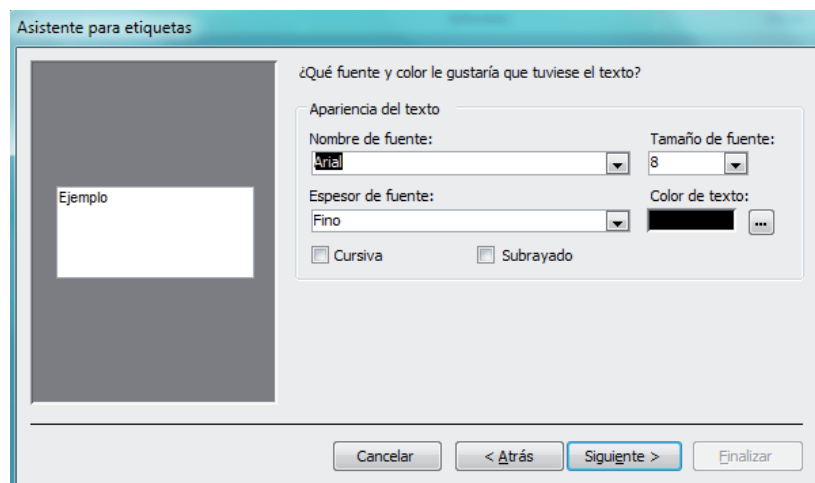 Asistente para etiquetas
¿Qué fuente y color le gustaría que tuviese el texto?
Apariencia del texto
Nombre de fuente: Tamaño de fuente:
Arial 8
Ejemplo
Espesor de fuente: Color de texto:
Fino ...
Cursiva Subrayado
Cancelar < Atrás Siguiente > Finalizar